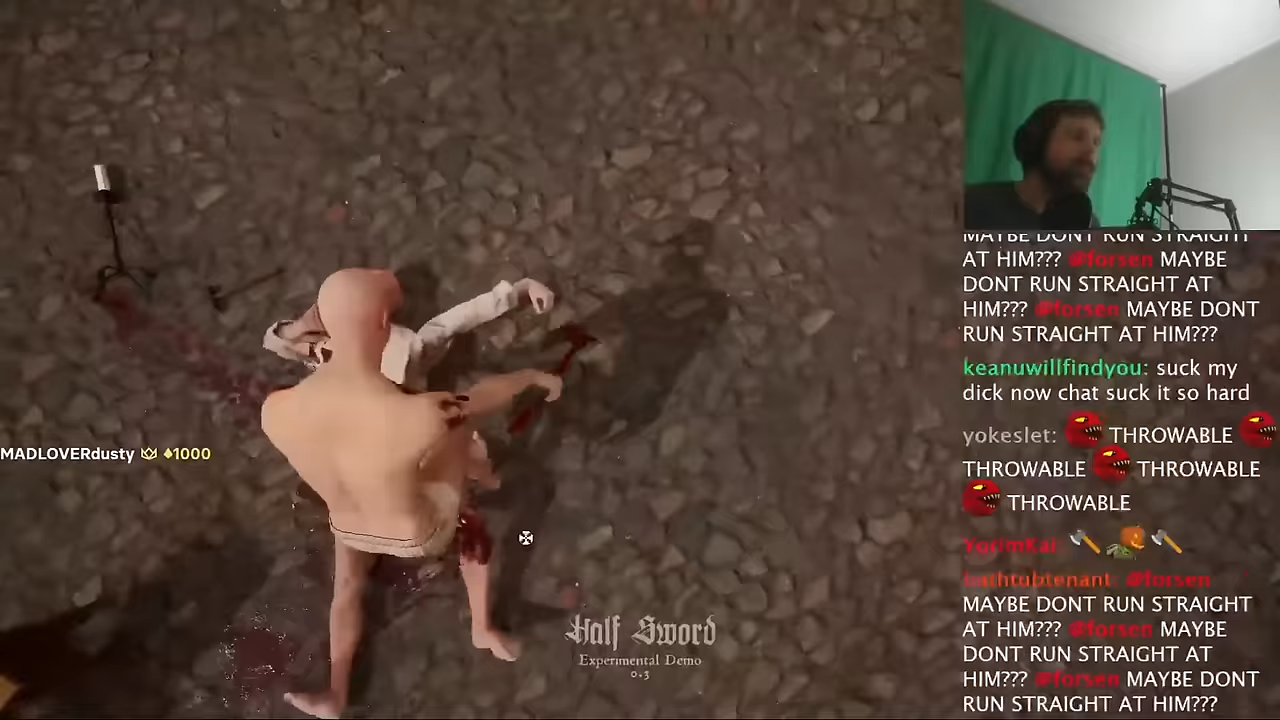 MAYBE DONT RUN STRAIGHT
AT HIM??? @forsen MAYBE
DONT RUN STRAIGHT AT
HIM??? @forsen MAYBE DONT
RUN STRAIGHT AT HIM???
keanuwillfindyou: suck my
dick now chat suck it so hard
yokeslet: THROWABLE
THROWABLE THROWABLE
THROWABLE
YorimKai:
bathtubtenant: @forsen
MAYBE DONT RUN STRAIGHT
AT HIM??? @forsen MAYBE
DONT RUN STRAIGHT AT
HIM??? @forsen MAYBE DONT
RUN STRAIGHT AT HIM???
MADLOVERdusty 1000
Half Sword
Experimental Demo
0.3